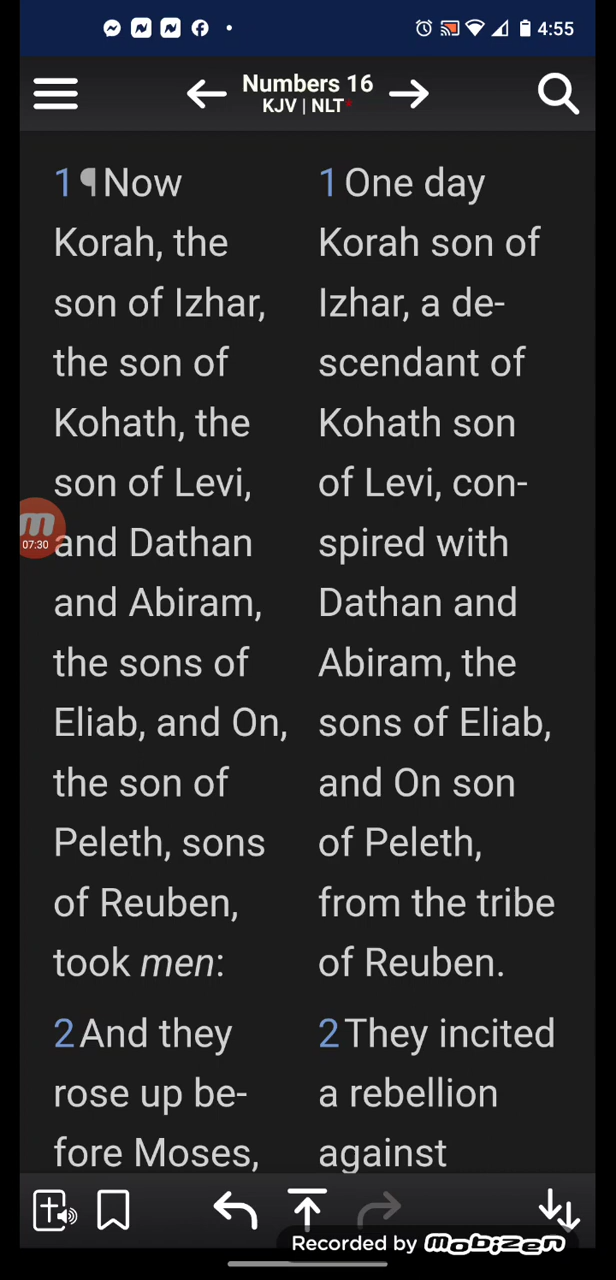 4:55
Numbers 16
KJV | NLT*
1 ¶Now
Korah, the
son of Izhar,
the son of
Kohath, the
son of Levi,
and Dathan
and Abiram,
the sons of
Eliab, and On,
the son of
Peleth, sons
of Reuben,
took men:
2 And they
rose up be-
fore Moses,
1 One day
Korah son of
Izhar, a de-
scendant of
Kohath son
of Levi, con-
spired with
Dathan and
Abiram, the
sons of Eliab,
and On son
of Peleth,
from the tribe
of Reuben.
2 They incited
a rebellion
against
m
07:30
Recorded by mobizen